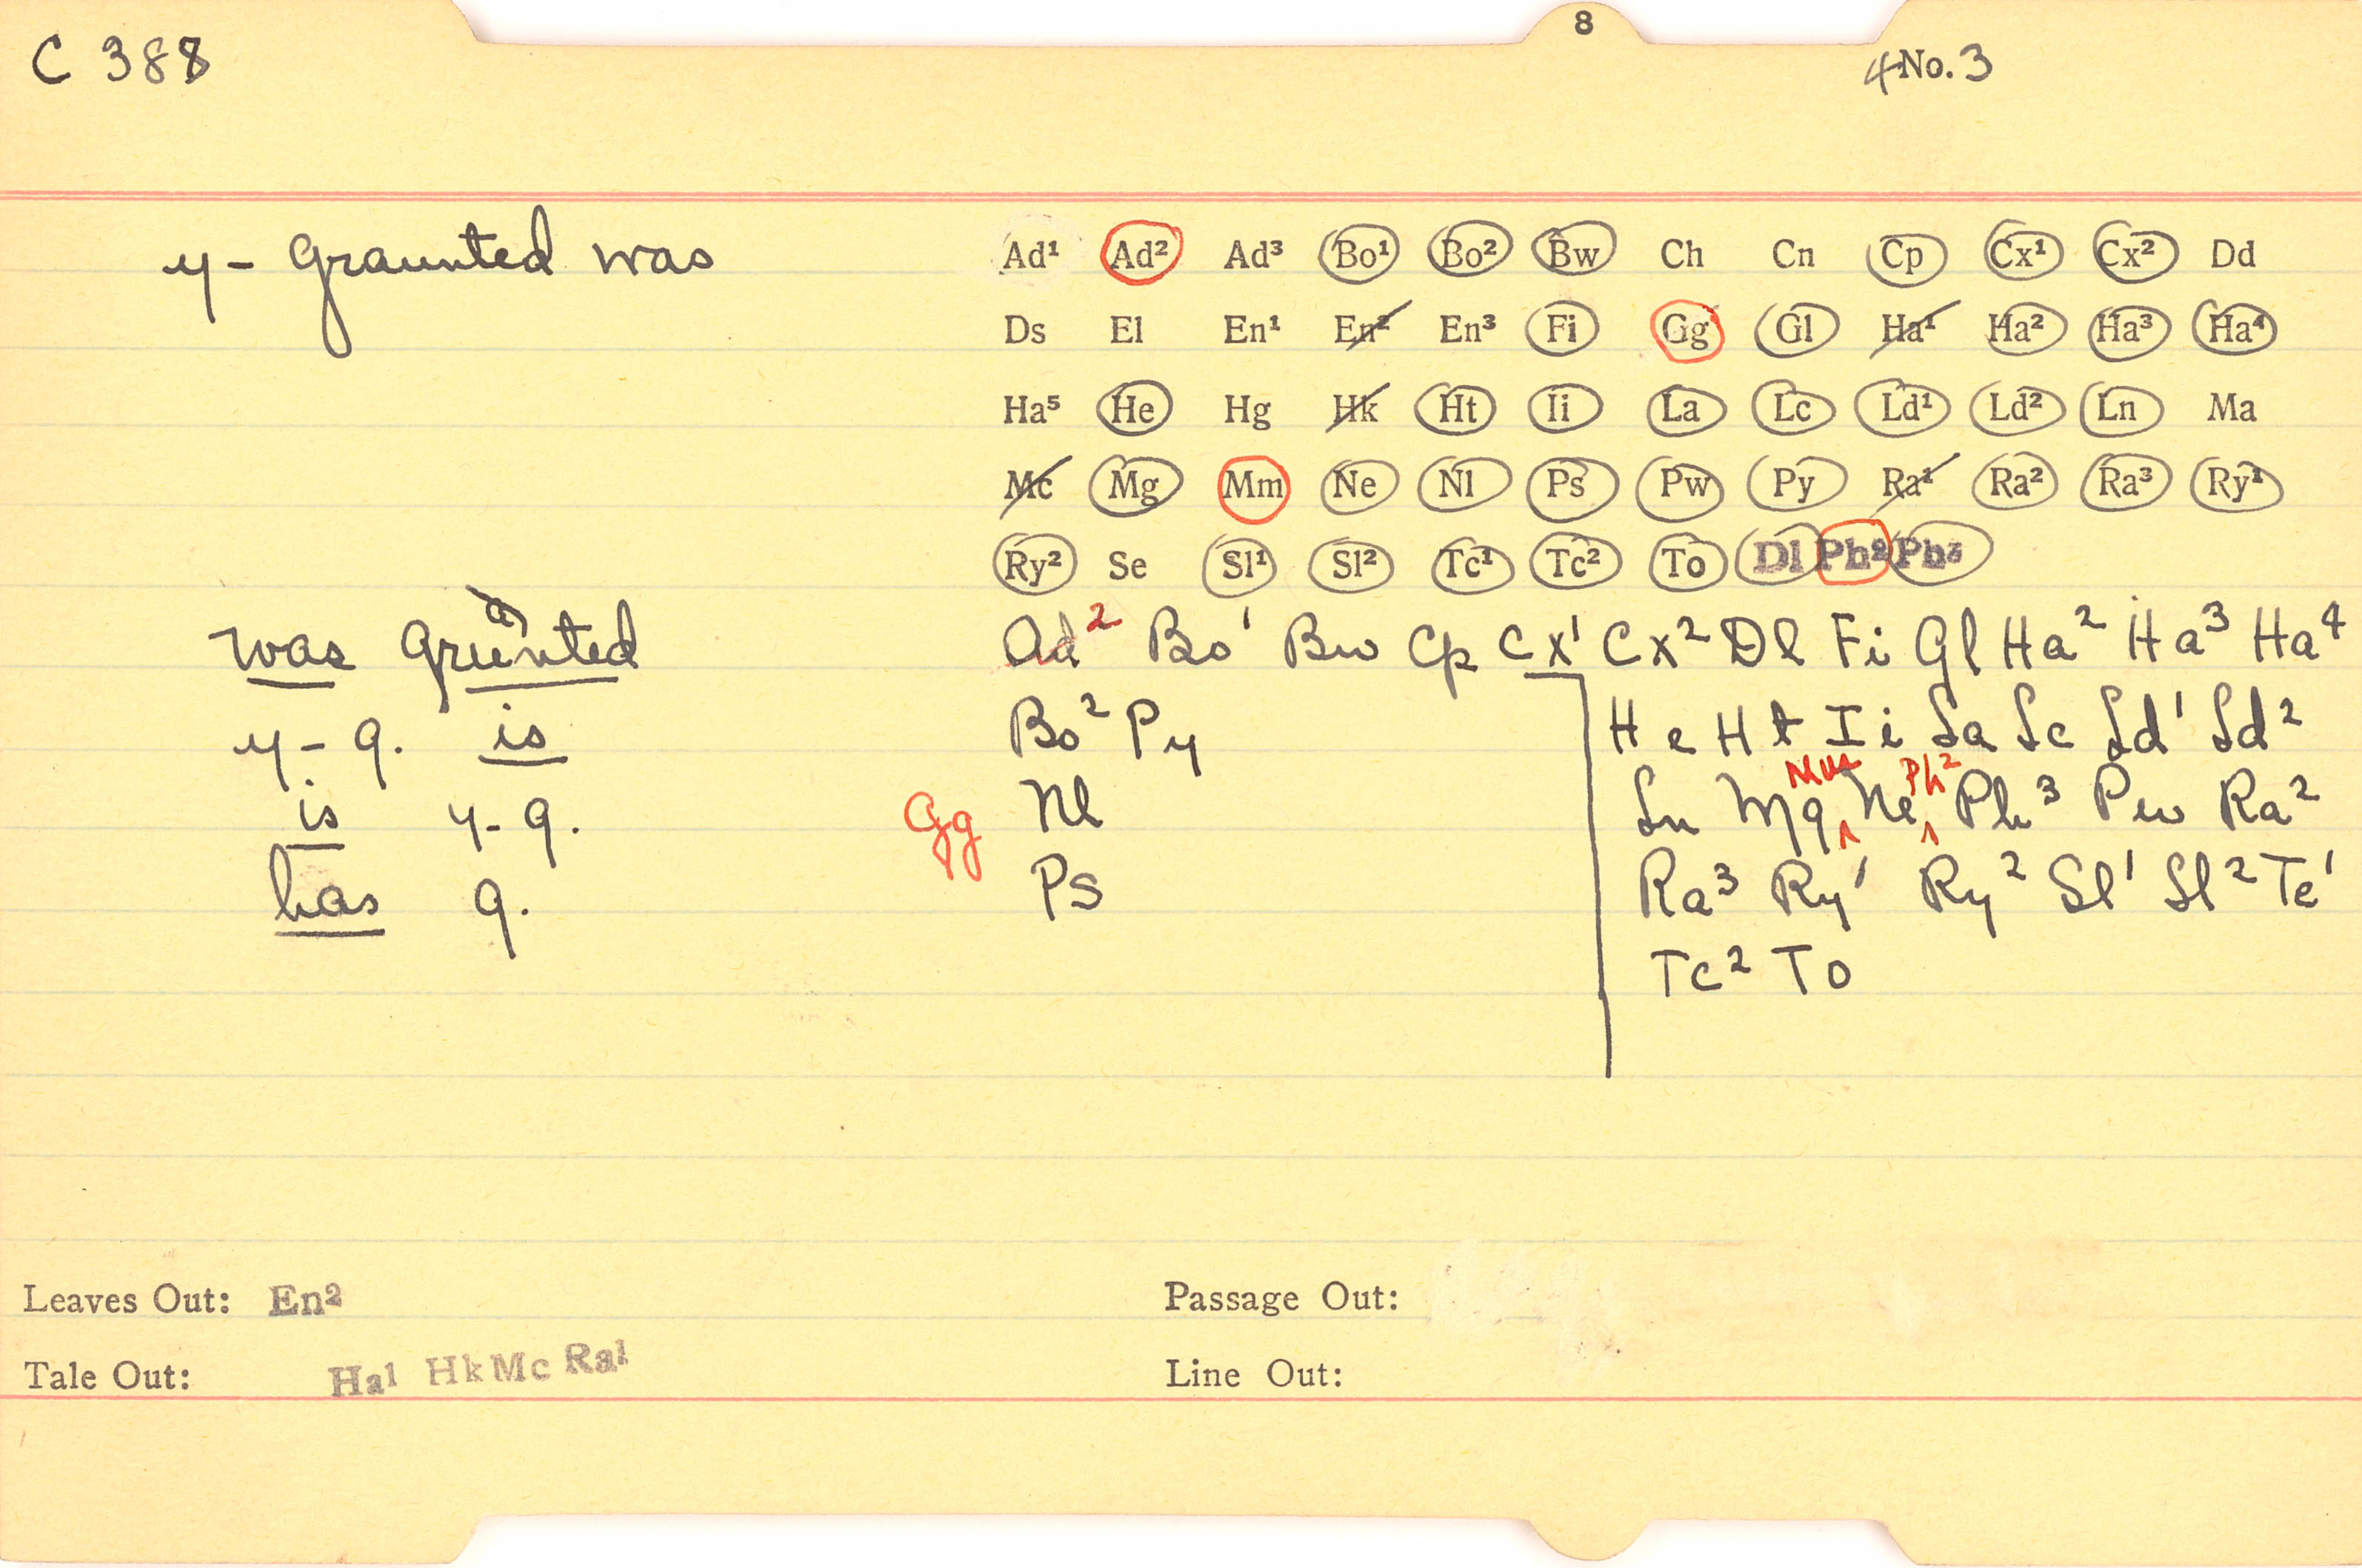 8
C 388
4 No. 3
y- graunted was
Ad¹ Ad² Ad³ Bo¹ Bo² Bw Ch Cn Cp Cx¹ Cx² Dd
Ds El En¹ En² En³ Fi Gg Gl Ha¹ Ha² Ha³ Ha⁴
Ha⁵ He Hg Hk Ht Ii La Lc Ld¹ Ld² Ln Ma
Mc Mg Mm Ne Nl Ps Pw Py Ra¹ Ra² Ra³ Ry¹
Ry² Se Sl¹ Sl² Tc¹ Tc² To Dl Ph² Ph³
was graunted Ad² Bo¹ Bw Cp Cx¹ Cx² Dl Fi Gl Ha² Ha³ Ha⁴
He Ht Ii La Lc Ld¹ Ld²
Ln Mg Mm Ne Ph² Ph³ Pw Ra²
Ra³ Ry¹ Ry² Sl¹ Sl² Tc¹
Tc² To
y- g. is Bo² Py
is y- g. Gg Nl
has g. Ps
Leaves Out: En²
Passage Out:
Tale Out: Ha¹ Hk Mc Ra¹
Line Out: